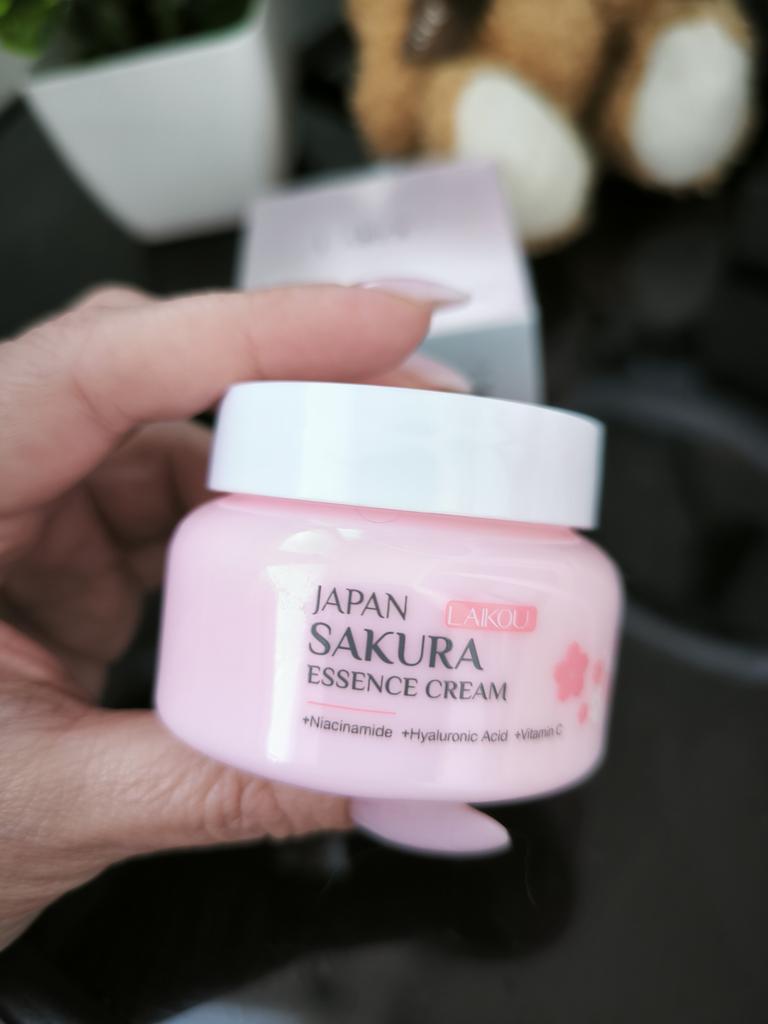 JAPAN
LAIKOU
SAKURA
ESSENCE CREAM
+Niacinamide +Hyaluronic Acid +Vitamin C